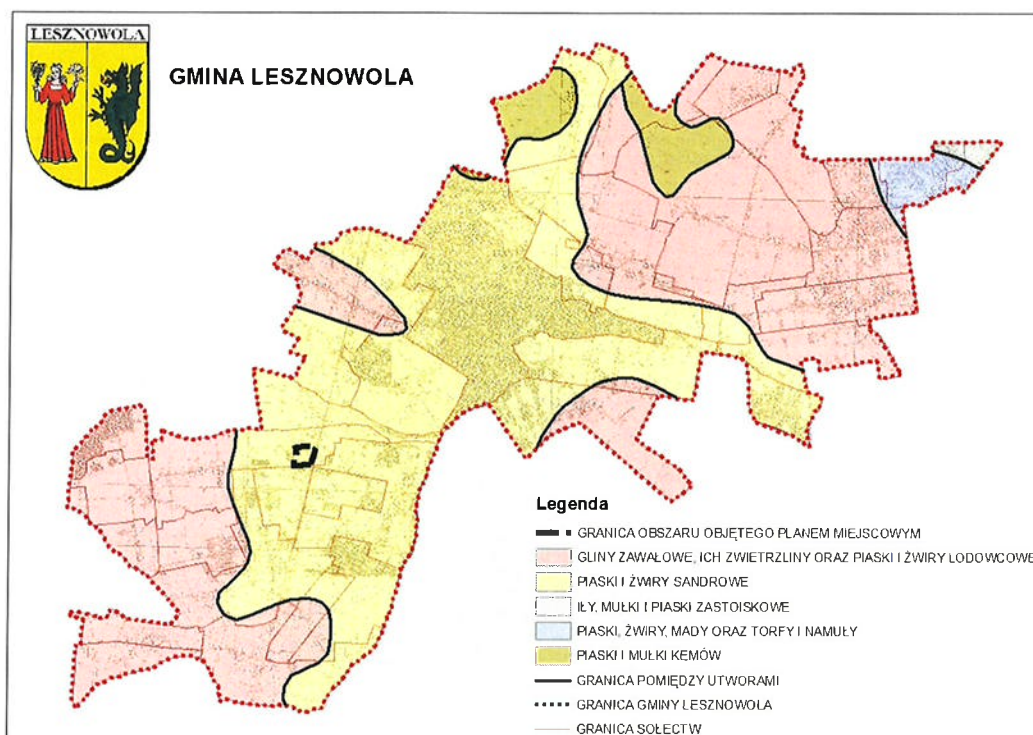 LESZNOWOLA
GMINA LESZNOWOLA
Legenda
GRANICA OBSZARU OBJĘTEGO PLANEM MIEJSCOWYM
GLINY ZAWAŁOWE, ICH ZWIETRZLINY ORAZ PIASKI I ŻWIRY LODOWCOWE
PIASKI I ŻWIRY SANDROWE
IŁY, MUŁKI I PIASKI ZASTOISKOWE
PIASKI, ŻWIRY, MADY ORAZ TORFY I NAMUŁY
PIASKI I MUŁKI KEMÓW
GRANICA POMIĘDZY UTWORAMI
GRANICA GMINY LESZNOWOLA
GRANICA SOŁECTW